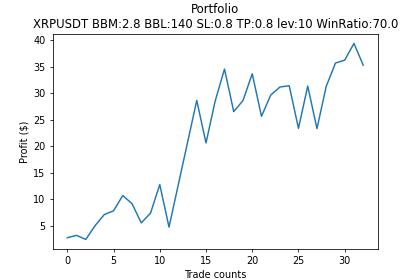 Portfolio
XRPUSDT BBM:2.8 BBL:140 SL:0.8 TP:0.8 lev:10 WinRatio:70.0
40
35
30
25
20
15
10
5
Profit ($)
0 5 10 15 20 25 30
Trade counts